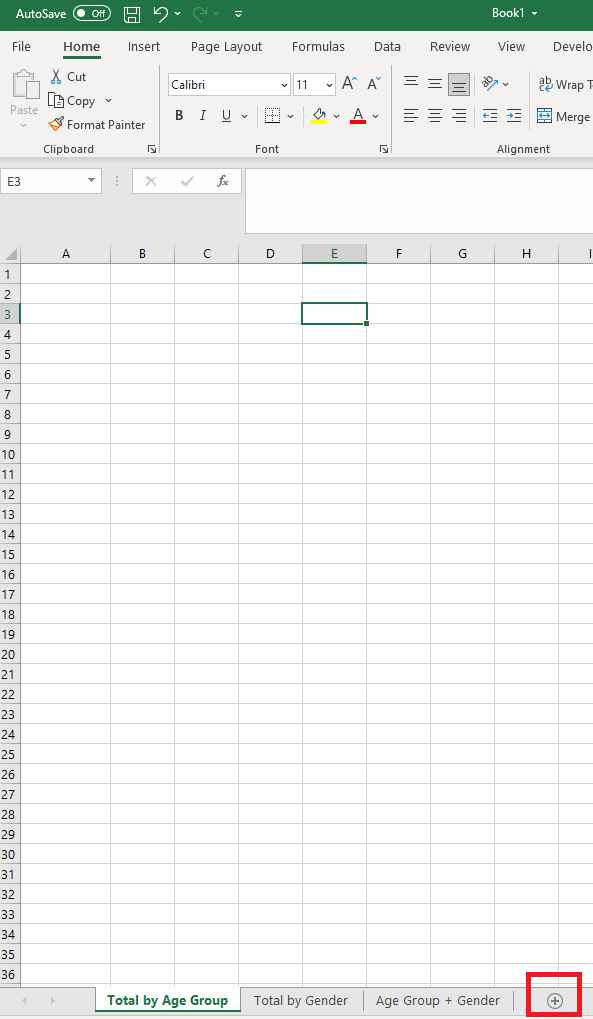 AutoSave Off Book1
File Home Insert Page Layout Formulas Data Review View Develo
Paste
Cut
Copy
Format Painter
Calibri 11 A A
B I U A
ab Wrap T
Merge
Clipboard Font Alignment
E3 fx
A B C D E F G H I
1
2
3
4
5
6
7
8
9
10
11
12
13
14
15
16
17
18
19
20
21
22
23
24
25
26
27
28
29
30
31
32
33
34
35
36
Total by Age Group Total by Gender Age Group + Gender